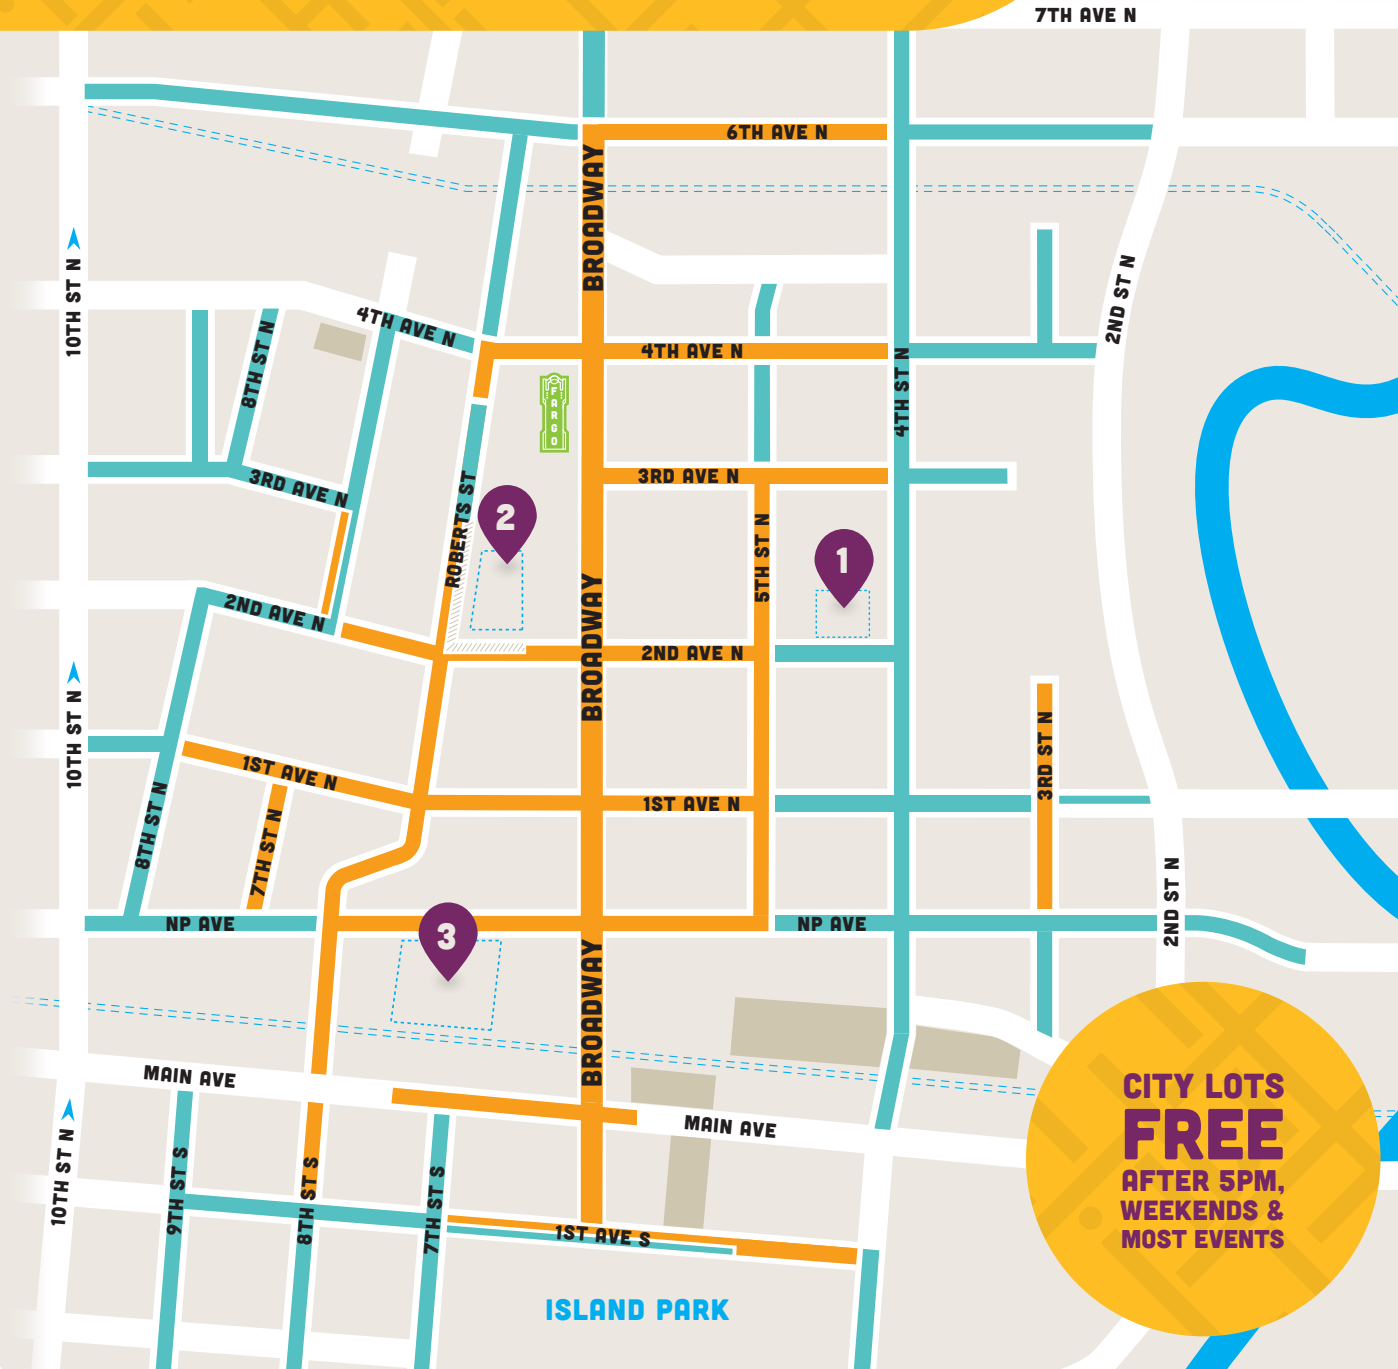 7TH AVE N
6TH AVE N
BROADWAY
10TH ST N
2ND ST N
4TH AVE N
4TH AVE N
8TH ST N
4TH ST N
FARGO
3RD AVE N
3RD AVE N
ROBERTS ST
2
5TH ST N
1
2ND AVE N
BROADWAY
2ND AVE N
10TH ST N
3RD ST N
1ST AVE N
1ST AVE N
8TH ST N
7TH ST N
2ND ST N
NP AVE
NP AVE
3
BROADWAY
MAIN AVE
MAIN AVE
10TH ST N
9TH ST S
8TH ST S
7TH ST S
1ST AVE S
ISLAND PARK
CITY LOTS
FREE
AFTER 5PM,
WEEKENDS &
MOST EVENTS